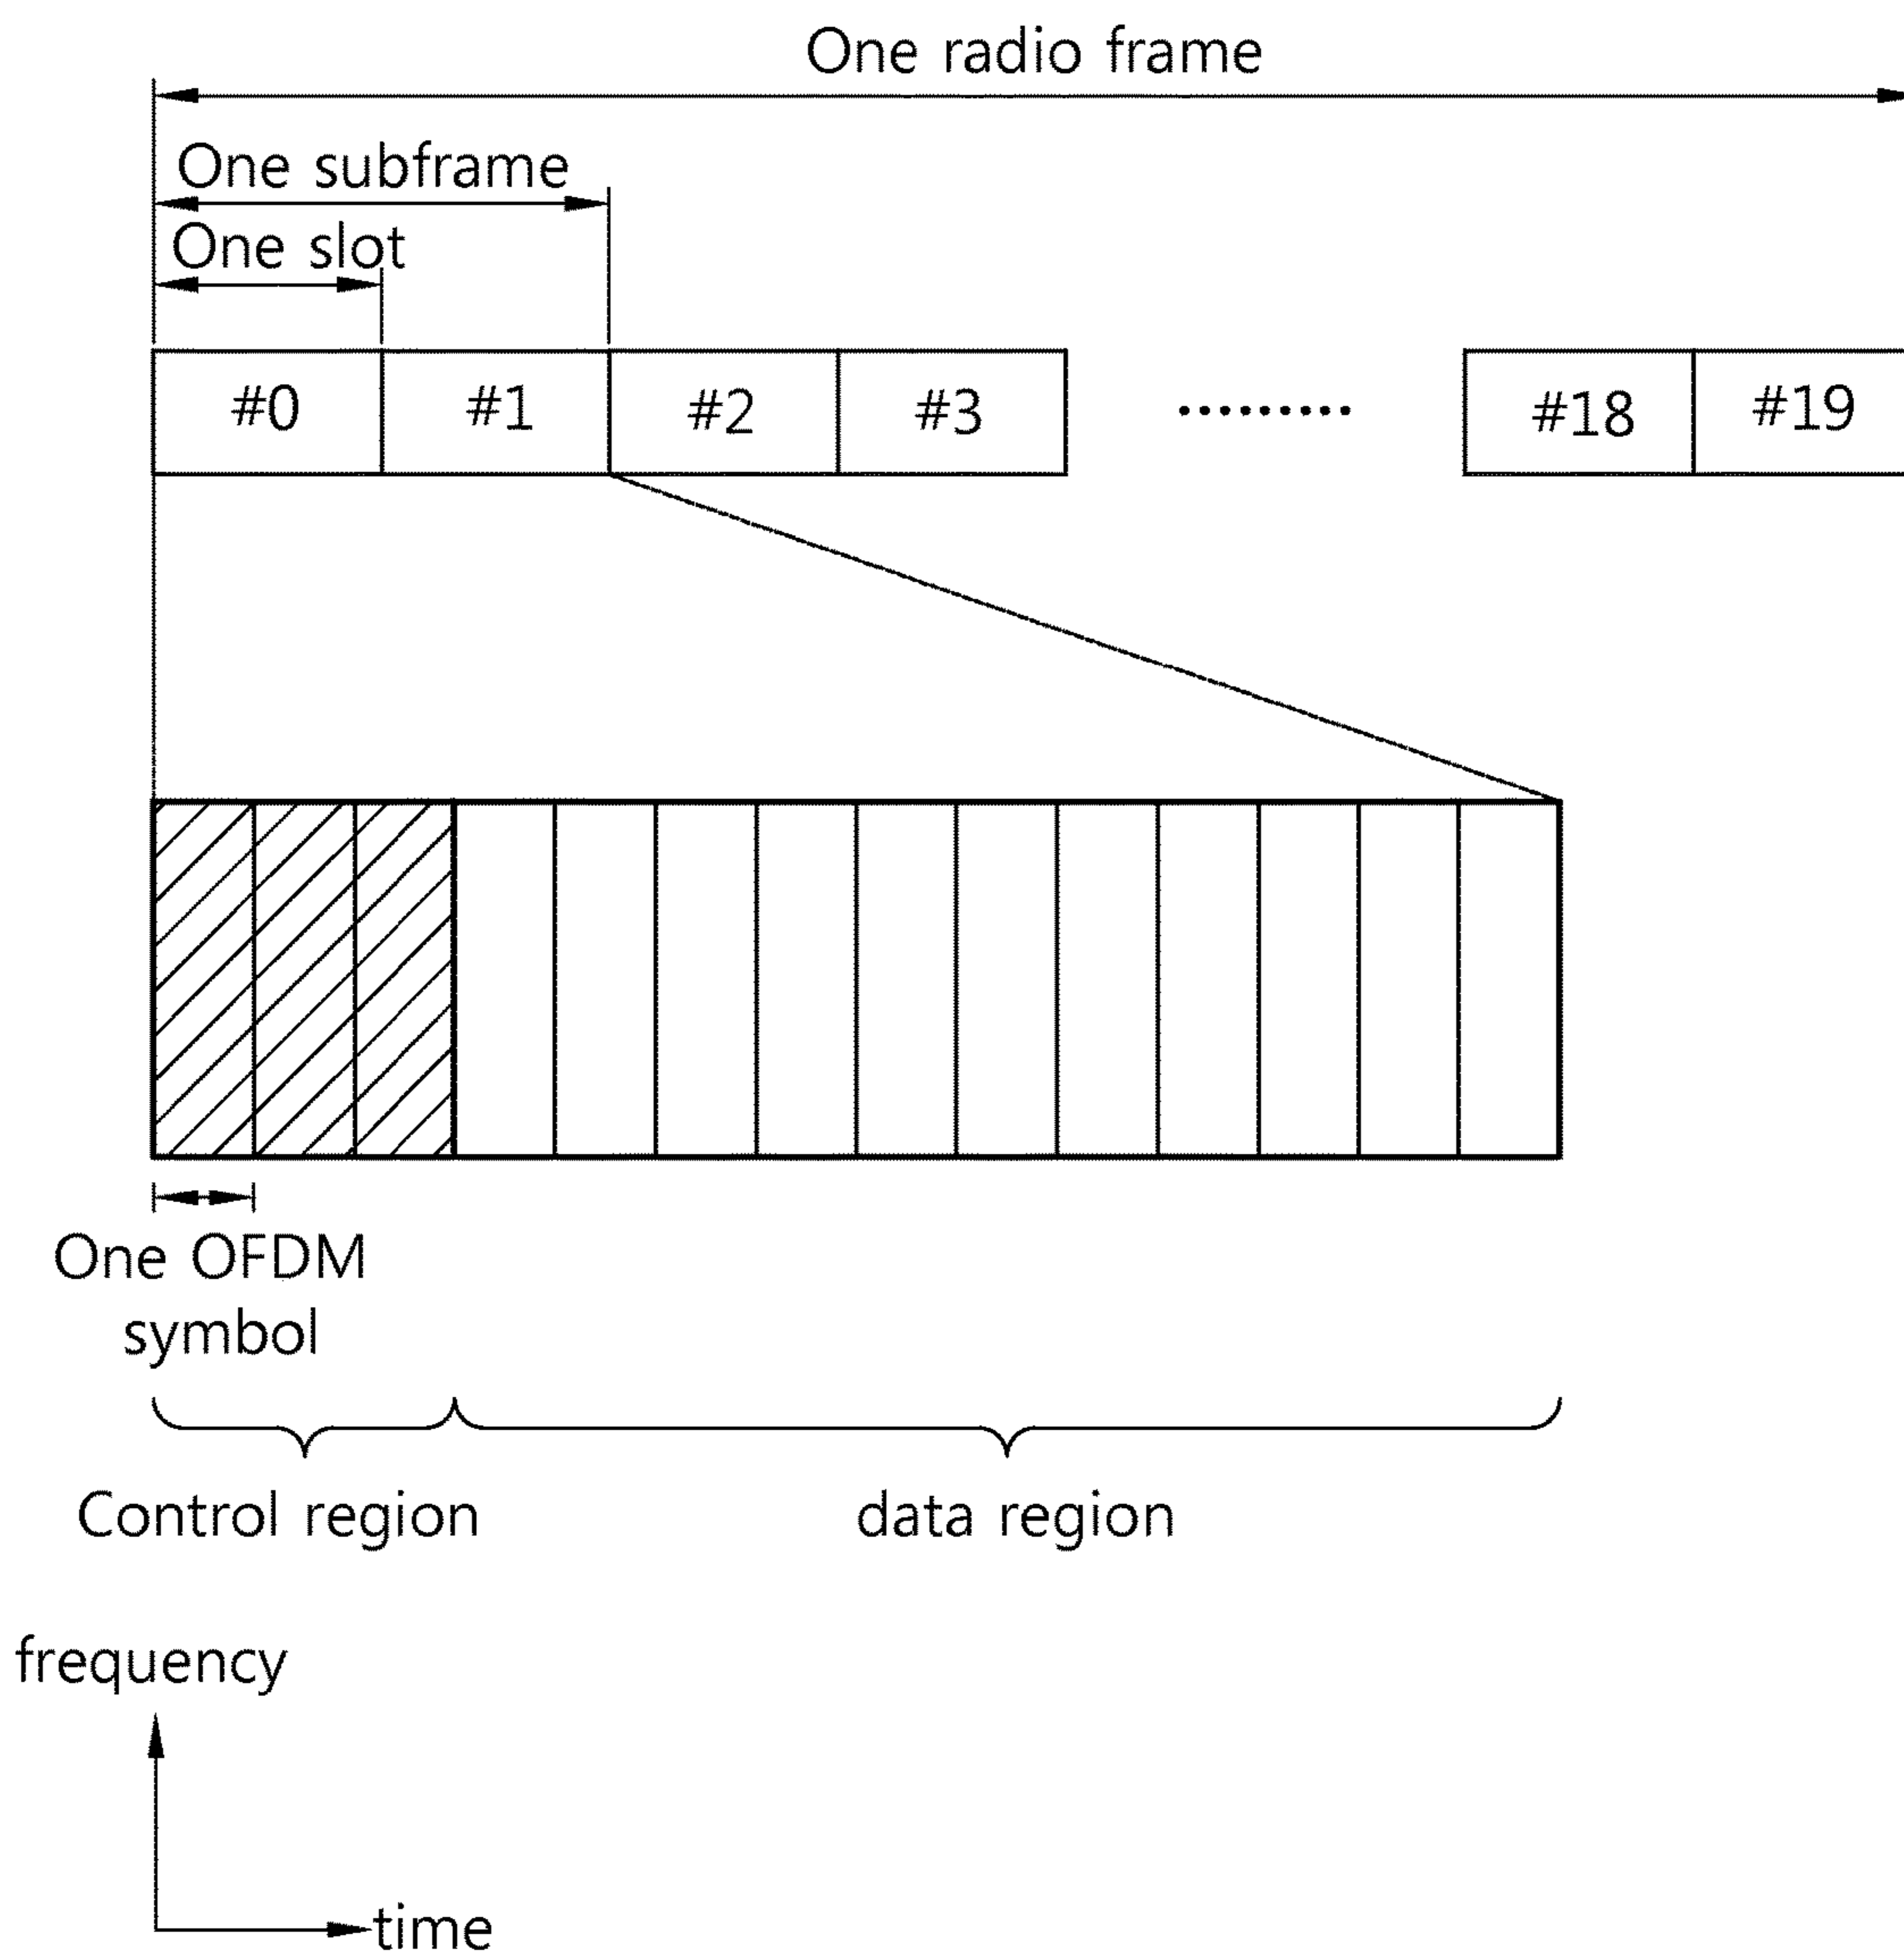 One radio frame
One subframe
One slot
#0 #1 #2 #3 ......... #18 #19
One OFDM
symbol
Control region data region
frequency
time